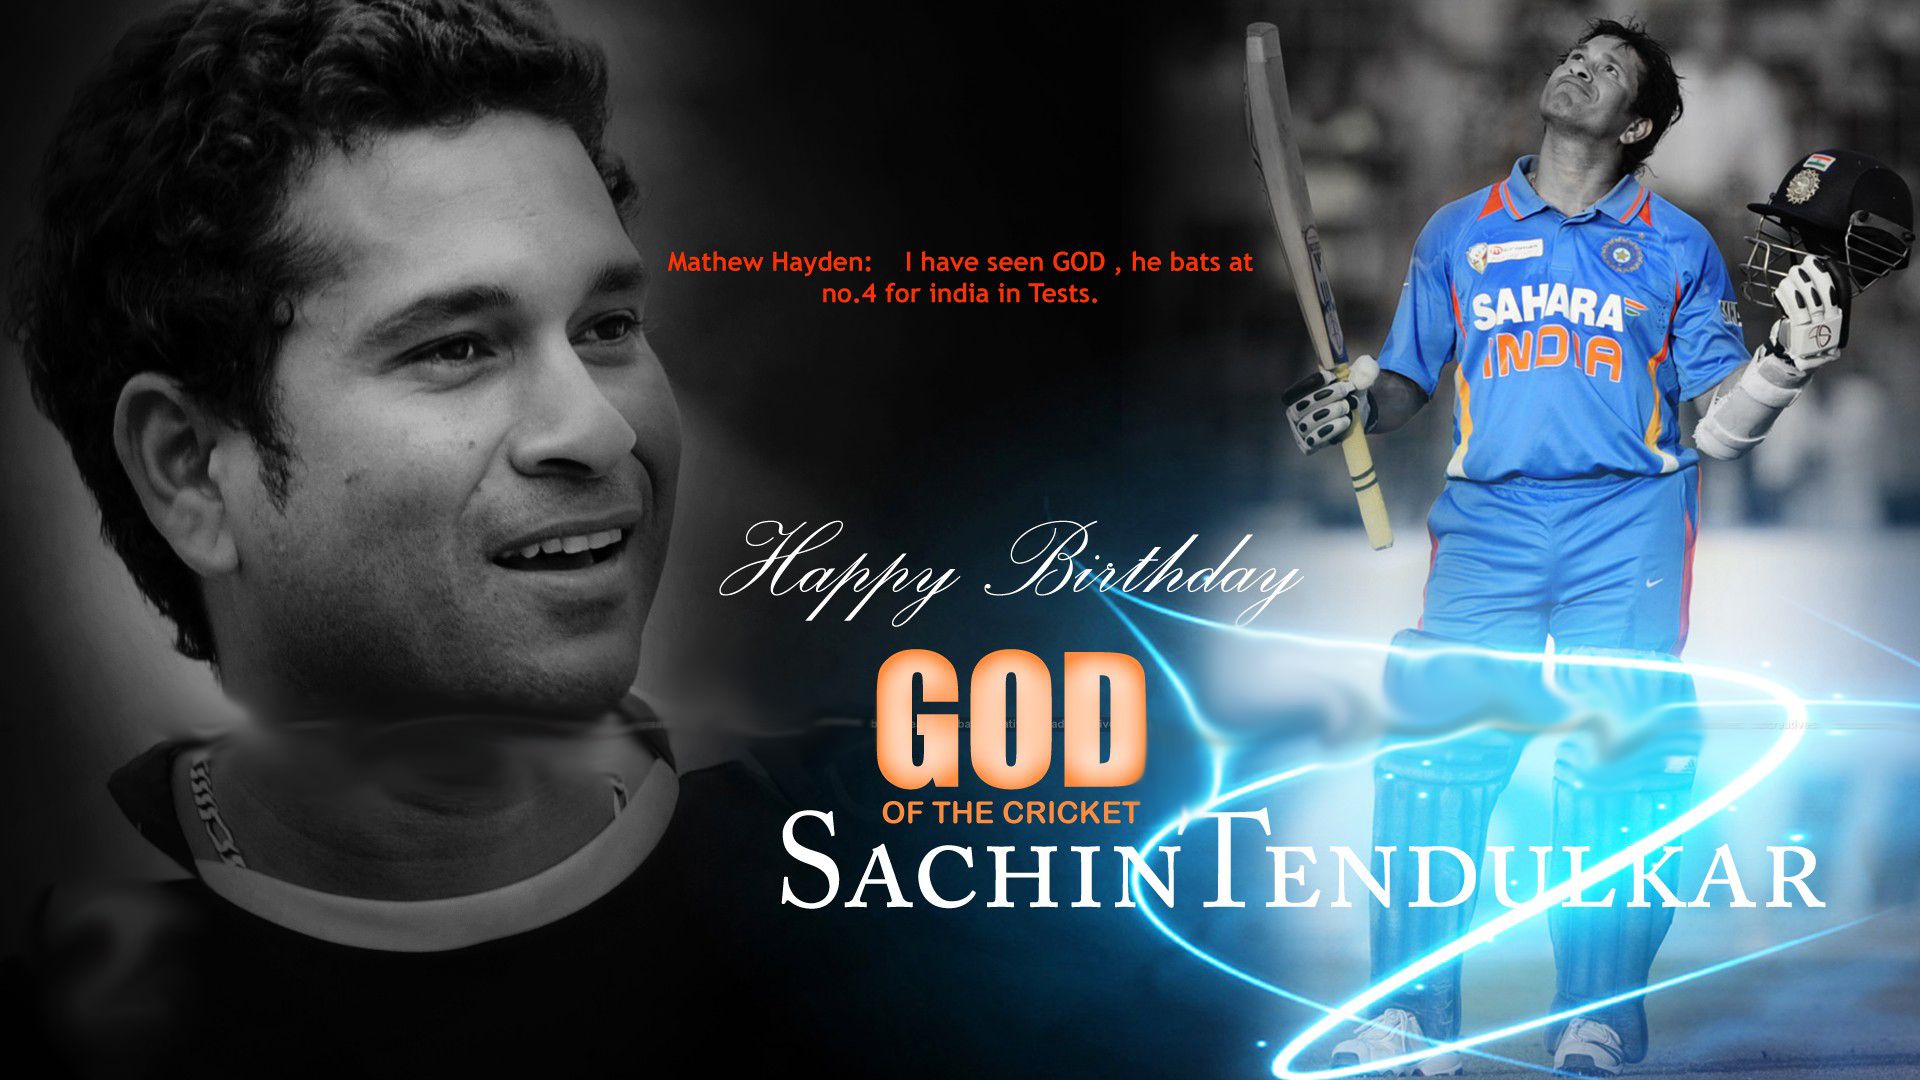 Mathew Hayden: I have seen GOD , he bats at
no.4 for india in Tests.
SAHARA
INDIA
Happy Birthday
GOD
OF THE CRICKET
SACHIN TENDULKAR
creative